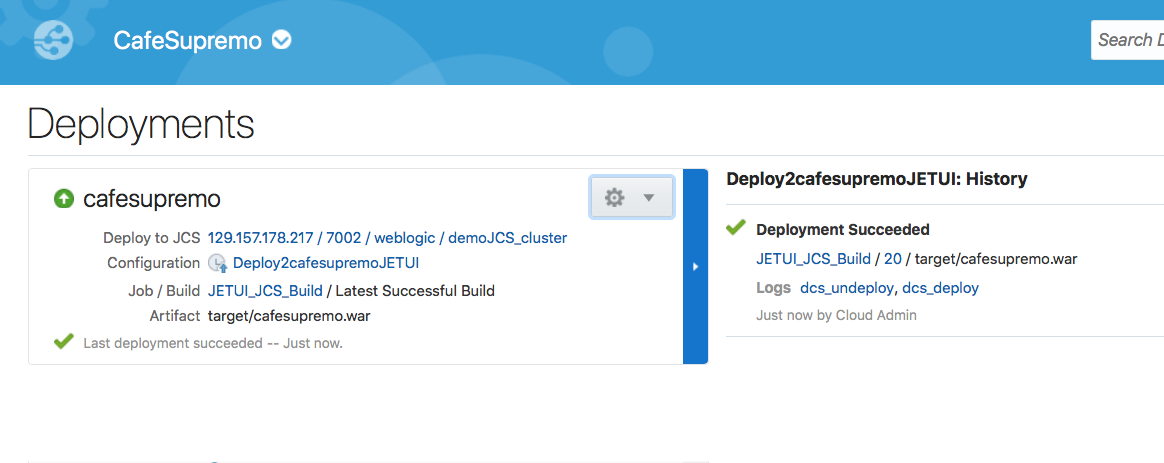 CafeSupremo
Search D
Deployments
cafesupremo
Deploy to JCS 129.157.178.217 / 7002 / weblogic / demoJCS_cluster
Configuration Deploy2cafesupremoJETUI
Job / Build JETUI_JCS_Build / Latest Successful Build
Artifact target/cafesupremo.war
Last deployment succeeded -- Just now.
Deploy2cafesupremoJETUI: History
Deployment Succeeded
JETUI_JCS_Build / 20 / target/cafesupremo.war
Logs dcs_undeploy, dcs_deploy
Just now by Cloud Admin